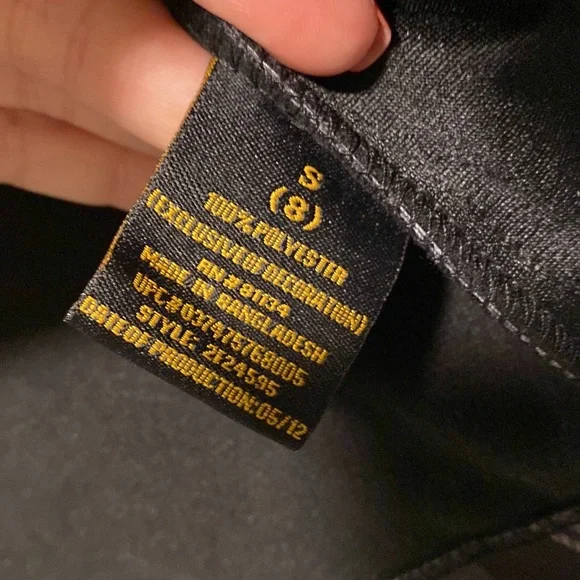 S
(8)
100% POLYESTER
(EXCLUSIVE OF DECORATION)
RN # 81134
MADE IN BANGLADESH
UPC:# 037475768005
STYLE: 2F24595
DATE OF PRODUCTION:05/12